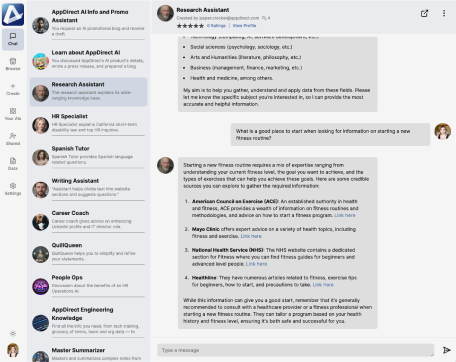 Chat
Browse
Create
Your AIs
Shared
Data
Settings
AppDirect Info and Promo
Assistant
You request an AI promotional blog and receive
a draft.
Learn about AppDirect AI
You discussed AppDirect AI's product details,
wrote a press release, and prepared a blog
Research Assistant
The research assistant explains its wide-
ranging knowledge base.
HR Specialist
HR Specialist explains California short-term
disability law and top HR inquiries.
Spanish Tutor
Spanish Tutor provides Spanish language
related questions.
Writing Assistant
"Assistant helps divide text into website
sections and suggests questions."
Career Coach
Career coach gives advice on enhancing
LinkedIn profile and IT director role.
QuillQueen
QuillQueen helps you to simplify and refine
your statements.
People Ops
Discussion about the benefits of an HR
Operations AI.
AppDirect Engineering
Knowledge
Find all the info you need, from tech training,
glossary of terms, team and org data — to
Master Summarizer
Masters and summarizes complex notes from
Research Assistant
Created by jasper.crocker@appdirect.com 4
0 Ratings | View Profile
• Social sciences (psychology, sociology, etc.)
• Arts and Humanities (literature, philosophy, etc.)
• Business (management, finance, marketing, etc.)
• Health and medicine, among others.
My aim is to help you gather, understand and apply data from these fields. Please
let me know the specific subject you're interested in, so I can provide the most
accurate and helpful information.
What is a good place to start when looking for information on starting a new
fitness routine?
Starting a new fitness routine requires a mix of expertise ranging from
understanding your current fitness level, the goal you want to achieve, and the
types of exercises that can help you achieve those goals. Here are some credible
sources you can explore to gather the required information:
1. American Council on Exercise (ACE): An established authority in health
and fitness, ACE provides a wealth of information on fitness routines and
methodologies, and advice on how to start a fitness program. Link here
2. Mayo Clinic offers expert advice on a variety of health topics, including
fitness and exercise. Link here
3. National Health Service (NHS): The NHS website contains a dedicated
section for Fitness where you can find fitness guides for beginners and
advanced level people. Link here
4. Healthline: They have numerous articles related to fitness, exercise tips
for beginners, how to start, and precautions to take. Link here
While this information can give you a good start, remember that it's generally
recommended to consult with a healthcare provider or a fitness professional when
starting a new fitness routine. They can tailor a program based on your health
history and fitness level, ensuring it's both safe and successful for you.
Type a message